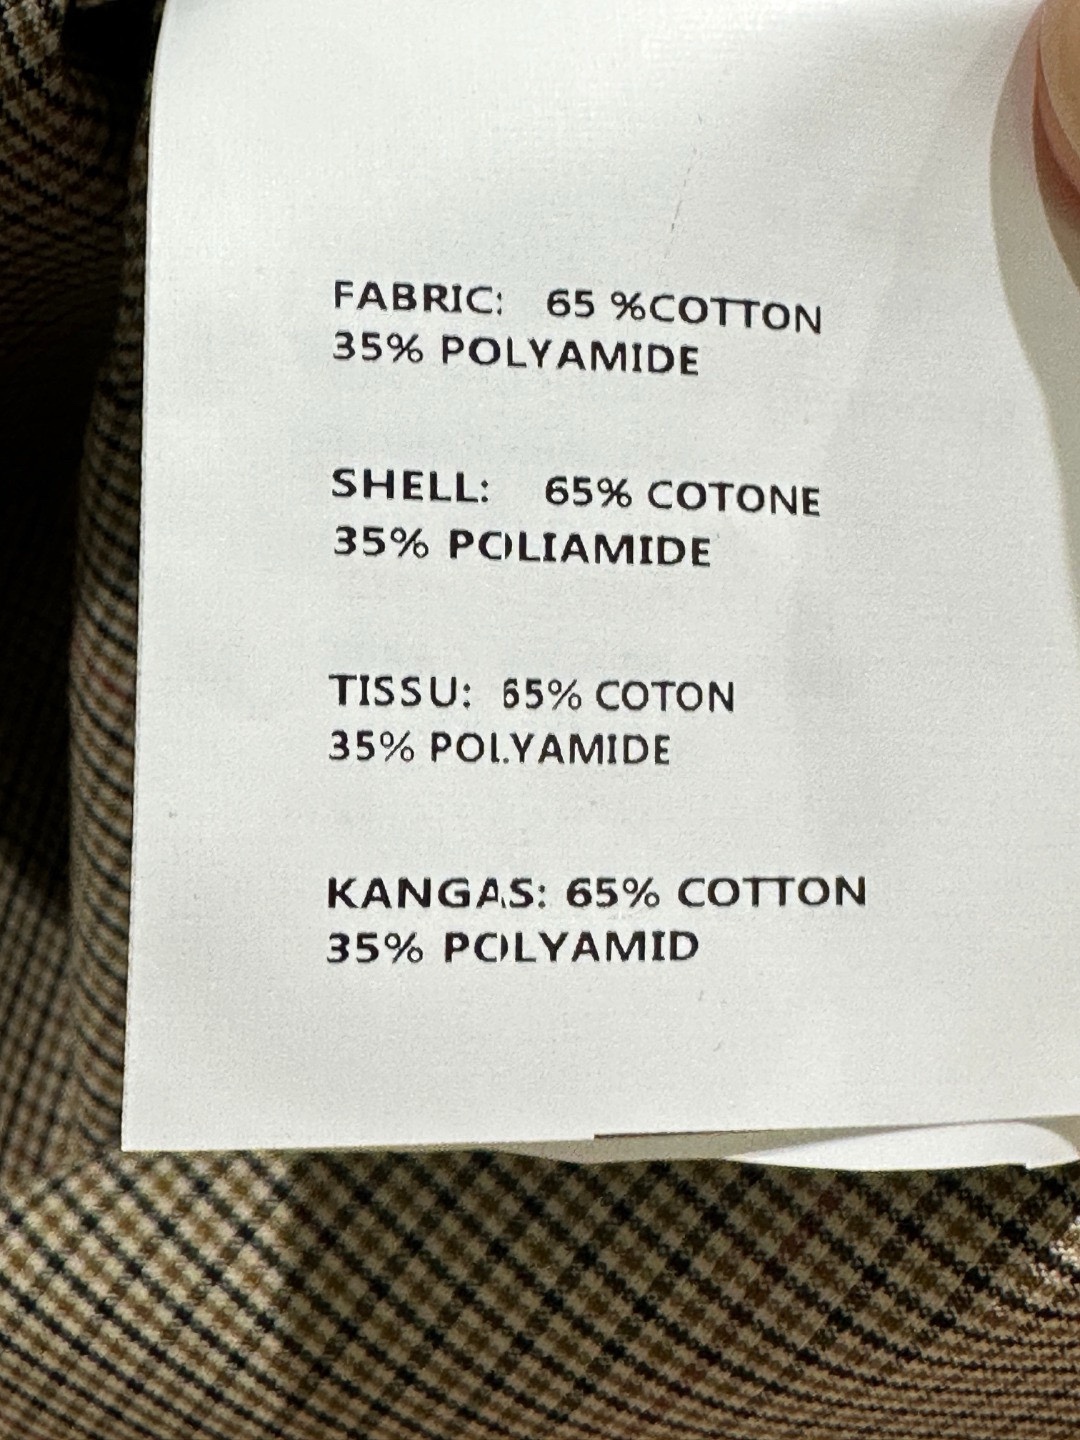 FABRIC: 65 %COTTON
35% POLYAMIDE
SHELL: 65% COTONE
35% POLIAMIDE
TISSU: 65% COTON
35% POLYAMIDE
KANGAS: 65% COTTON
35% POLYAMID